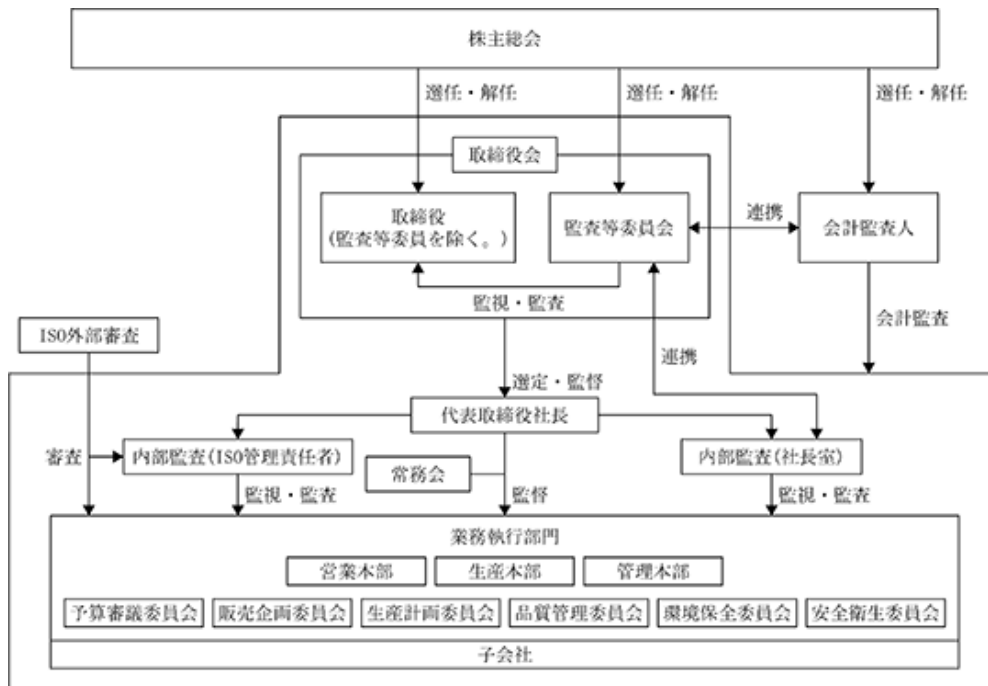 株主総会
選任・解任
選任・解任
選任・解任
取締役会
取締役
(監査等委員を除く。)
監査等委員会
連携
会計監査人
監視・監査
会計監査
ISO外部審査
連携
選定・監督
代表取締役社長
審査
内部監査(ISO管理責任者)
常務会
内部監査(社長室)
監視・監査
監督
監視・監査
業務執行部門
営業本部
生産本部
管理本部
予算審議委員会
販売企画委員会
生産計画委員会
品質管理委員会
環境保全委員会
安全衛生委員会
子会社